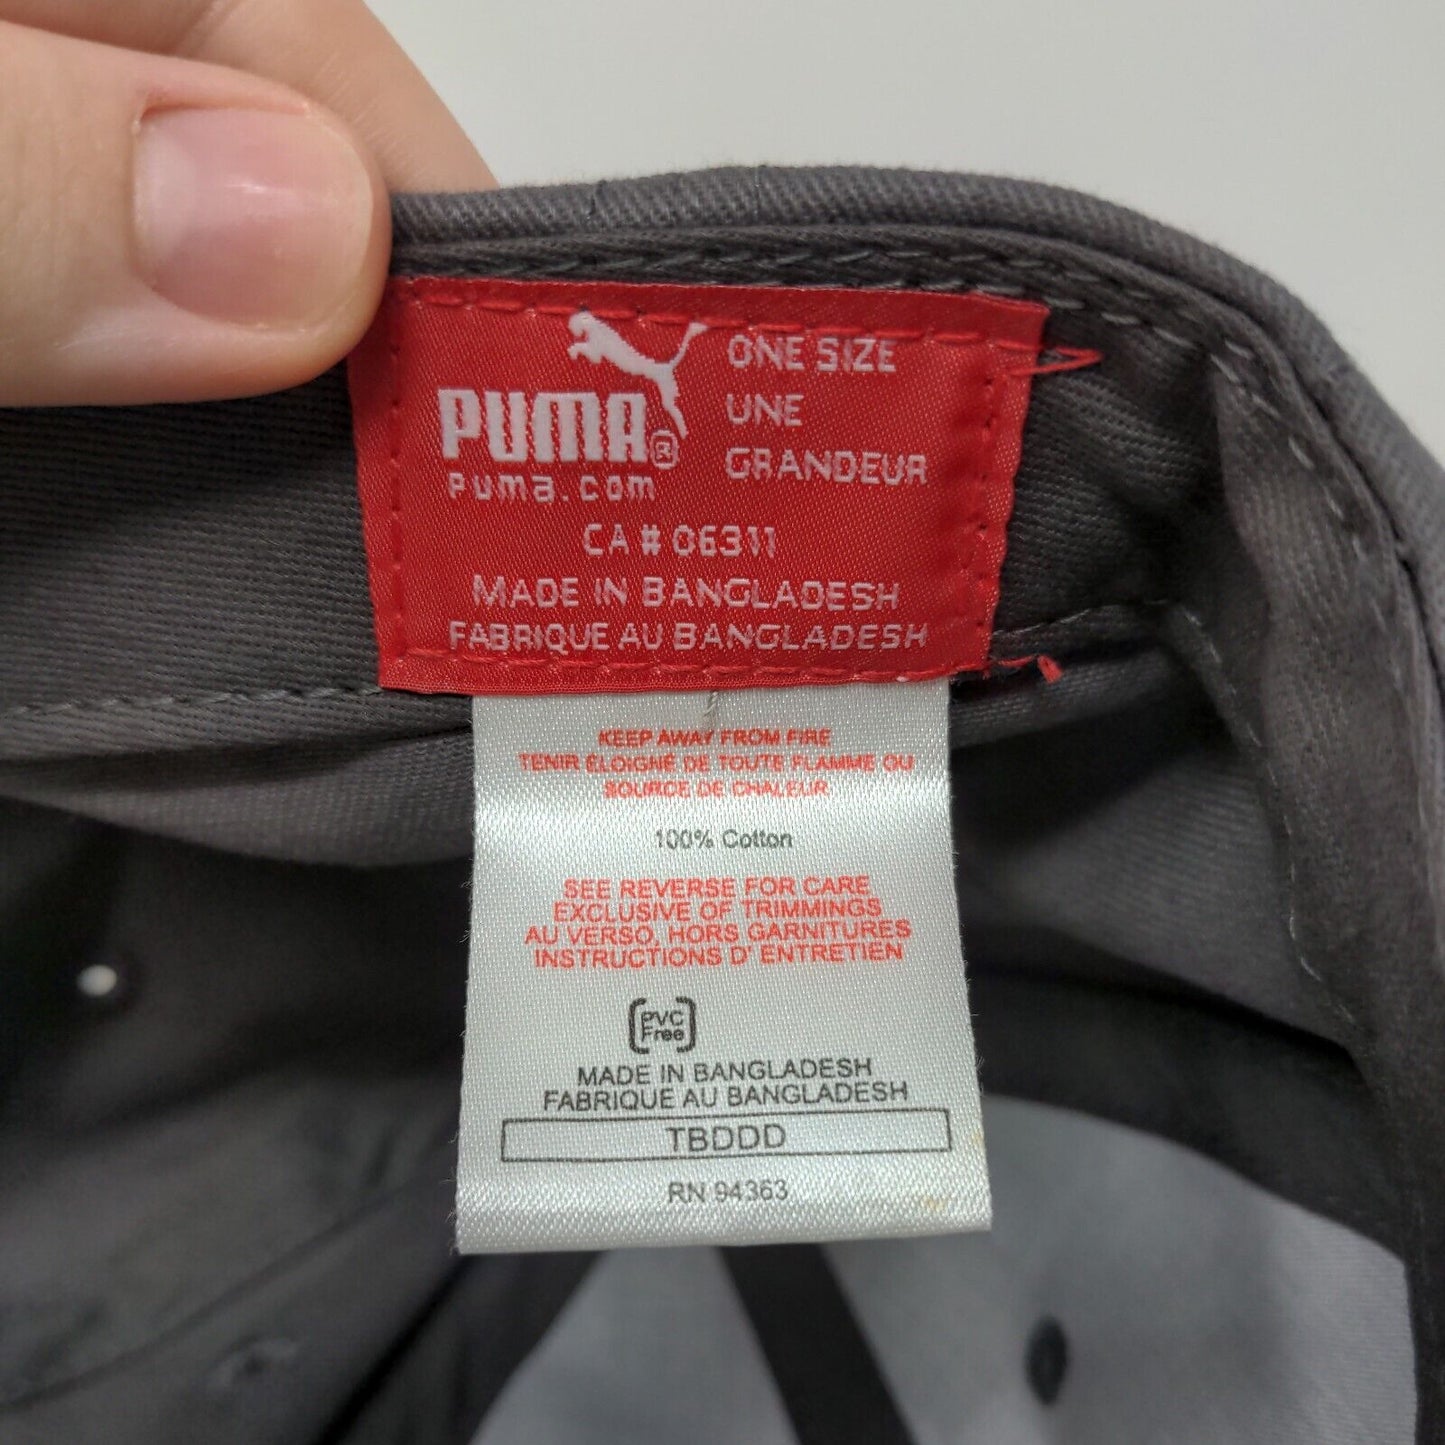 PUMA®
puma.com
ONE SIZE
UNE
GRANDEUR
CA # 06311
MADE IN BANGLADESH
FABRIQUE AU BANGLADESH
KEEP AWAY FROM FIRE
TENIR ÉLOIGNÉ DE TOUTE FLAMME OU
SOURCE DE CHALEUR
100% Cotton
SEE REVERSE FOR CARE
EXCLUSIVE OF TRIMMINGS
AU VERSO. HORS GARNITURES
INSTRUCTIONS D' ENTRETIEN
PVC
Free
MADE IN BANGLADESH
FABRIQUE AU BANGLADESH
TBDDD
RN 94363